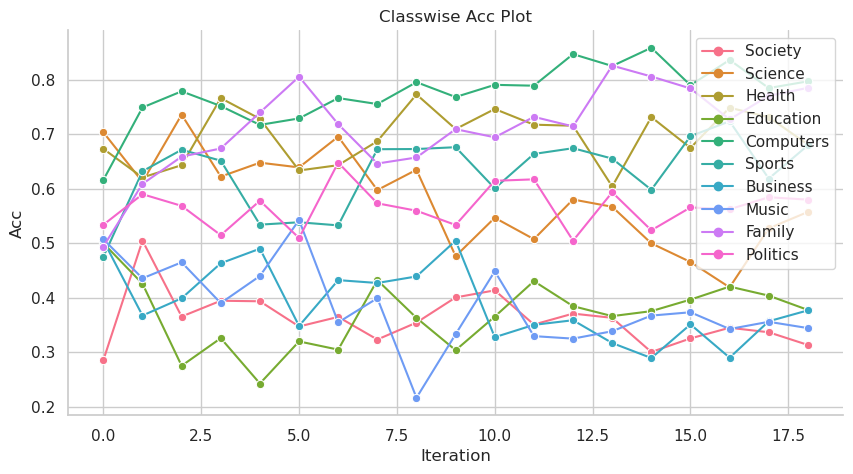 Classwise Acc Plot
Acc
0.8
0.7
0.6
0.5
0.4
0.3
0.2
0.0
2.5
5.0
7.5
10.0
12.5
15.0
17.5
Iteration
Society
Science
Health
Education
Computers
Sports
Business
Music
Family
Politics